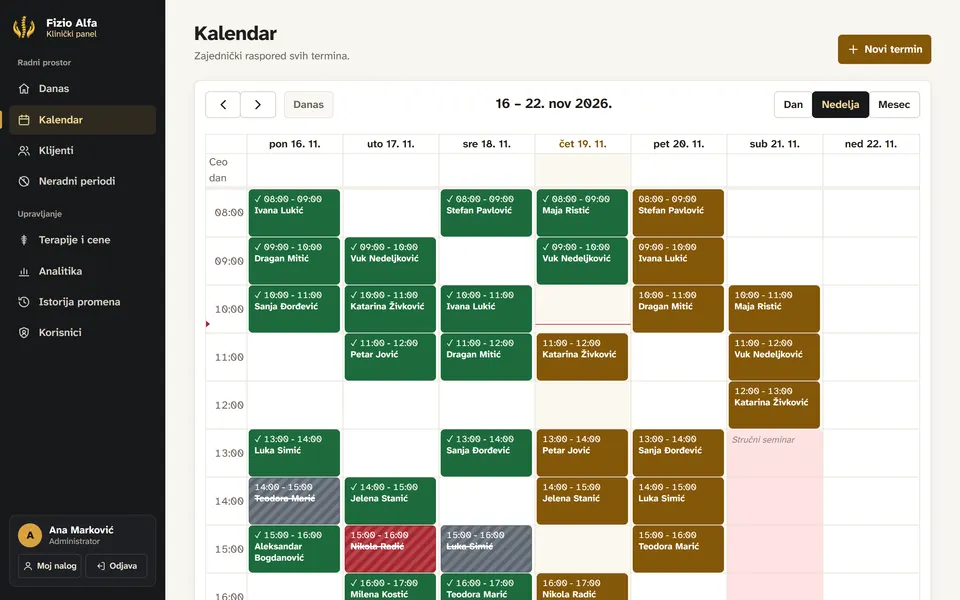 Fizio Alfa
Klinički panel
Radni prostor
Danas
Kalendar
Klijenti
Neradni periodi
Upravljanje
Terapije i cene
Analitika
Istorija promena
Korisnici
A
Ana Marković
Administrator
Moj nalog
Odjava
Kalendar
Zajednički raspored svih termina.
+ Novi termin
Danas
16 – 22. nov 2026.
Dan
Nedelja
Mesec
pon 16. 11.
uto 17. 11.
sre 18. 11.
čet 19. 11.
pet 20. 11.
sub 21. 11.
ned 22. 11.
Ceo
dan
08:00
✓ 08:00 - 09:00
Ivana Lukić
✓ 08:00 - 09:00
Stefan Pavlović
✓ 08:00 - 09:00
Maja Ristić
08:00 - 09:00
Stefan Pavlović
09:00
✓ 09:00 - 10:00
Dragan Mitić
✓ 09:00 - 10:00
Vuk Nedeljković
✓ 09:00 - 10:00
Vuk Nedeljković
09:00 - 10:00
Ivana Lukić
10:00
✓ 10:00 - 11:00
Sanja Đorđević
✓ 10:00 - 11:00
Katarina Živković
✓ 10:00 - 11:00
Ivana Lukić
10:00 - 11:00
Dragan Mitić
10:00 - 11:00
Maja Ristić
11:00
✓ 11:00 - 12:00
Petar Jović
✓ 11:00 - 12:00
Dragan Mitić
11:00 - 12:00
Katarina Živković
11:00 - 12:00
Vuk Nedeljković
12:00
12:00 - 13:00
Katarina Živković
13:00
✓ 13:00 - 14:00
Luka Simić
✓ 13:00 - 14:00
Sanja Đorđević
13:00 - 14:00
Petar Jović
13:00 - 14:00
Sanja Đorđević
Stručni seminar
14:00
14:00 - 15:00
Teodora Marić
✓ 14:00 - 15:00
Jelena Stanić
14:00 - 15:00
Jelena Stanić
14:00 - 15:00
Luka Simić
15:00
✓ 15:00 - 16:00
Aleksandar
Bogdanović
15:00 - 16:00
Nikola Radić
15:00 - 16:00
Luka Simić
15:00 - 16:00
Teodora Marić
16:00
✓ 16:00 - 17:00
Milena Kostić
✓ 16:00 - 17:00
Teodora Marić
16:00 - 17:00
Nikola Radić